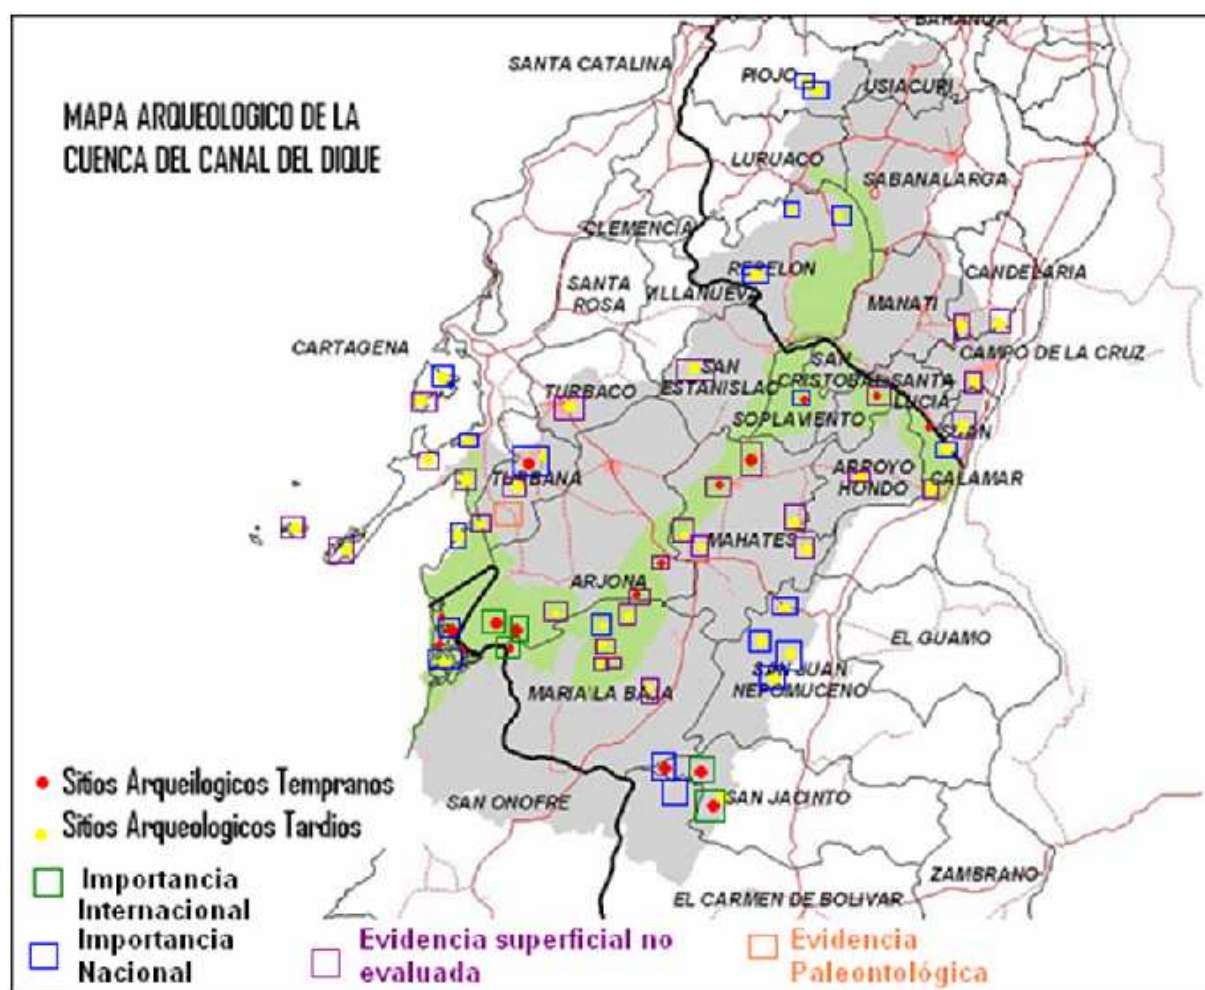 BARANOA
SANTA CATALINA
PIOJO
USIACURI
MAPA ARQUEOLOGICO DE LA
CUENCA DEL CANAL DEL DIQUE
LURUACO
SABANALARGA
CLEMENCIA
REPELON
CANDELARIA
SANTA
ROSA
VILLANUEVA
MANATI
CARTAGENA
CAMPO DE LA CRUZ
SAN
ESTANISLAO
SAN
CRISTOBAL
SANTA
LUCIA
TURBACO
SOPLAVIENTO
SUAN
TURBANA
ARROYO
HONDO
CALAMAR
MAHATES
ARJONA
EL GUAMO
SAN JUAN
NEPOMUCENO
MARIA LA BAJA
SAN ONOFRE
SAN JACINTO
ZAMBRANO
EL CARMEN DE BOLIVAR
Sitios Arqueilogicos Tempranos
Sitios Arqueologicos Tardios
Importancia
Internacional
Importancia
Nacional
Evidencia superficial no
evaluada
Evidencia
Paleontológica